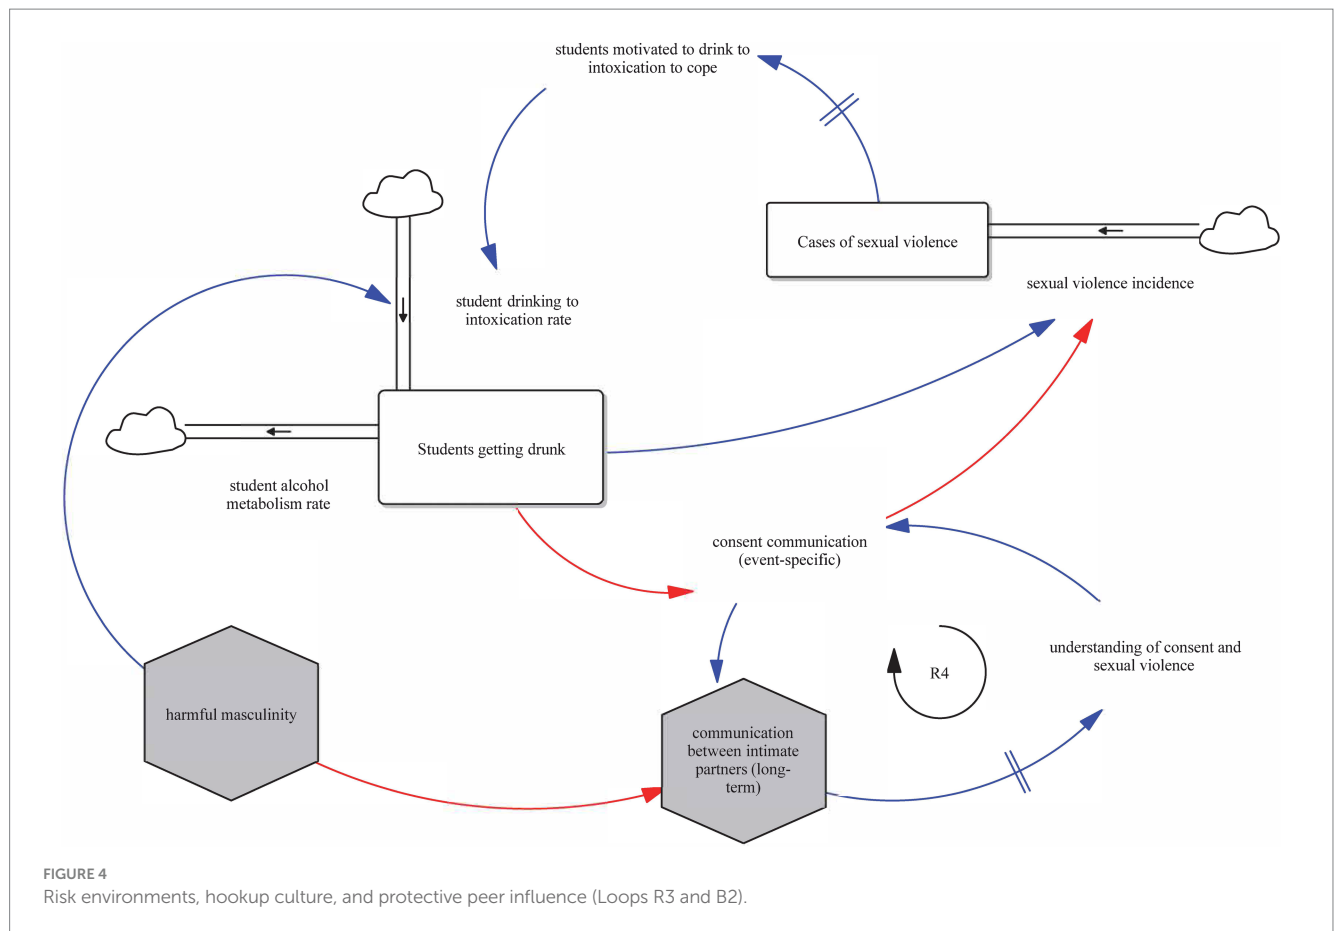 students motivated to drink to
intoxication to cope
Cases of sexual violence
sexual violence incidence
student drinking to
intoxication rate
Students getting drunk
student alcohol
metabolism rate
consent communication
(event-specific)
understanding of consent and
sexual violence
R4
harmful masculinity
communication
between intimate
partners (long-
term)
FIGURE 4
Risk environments, hookup culture, and protective peer influence (Loops R3 and B2).